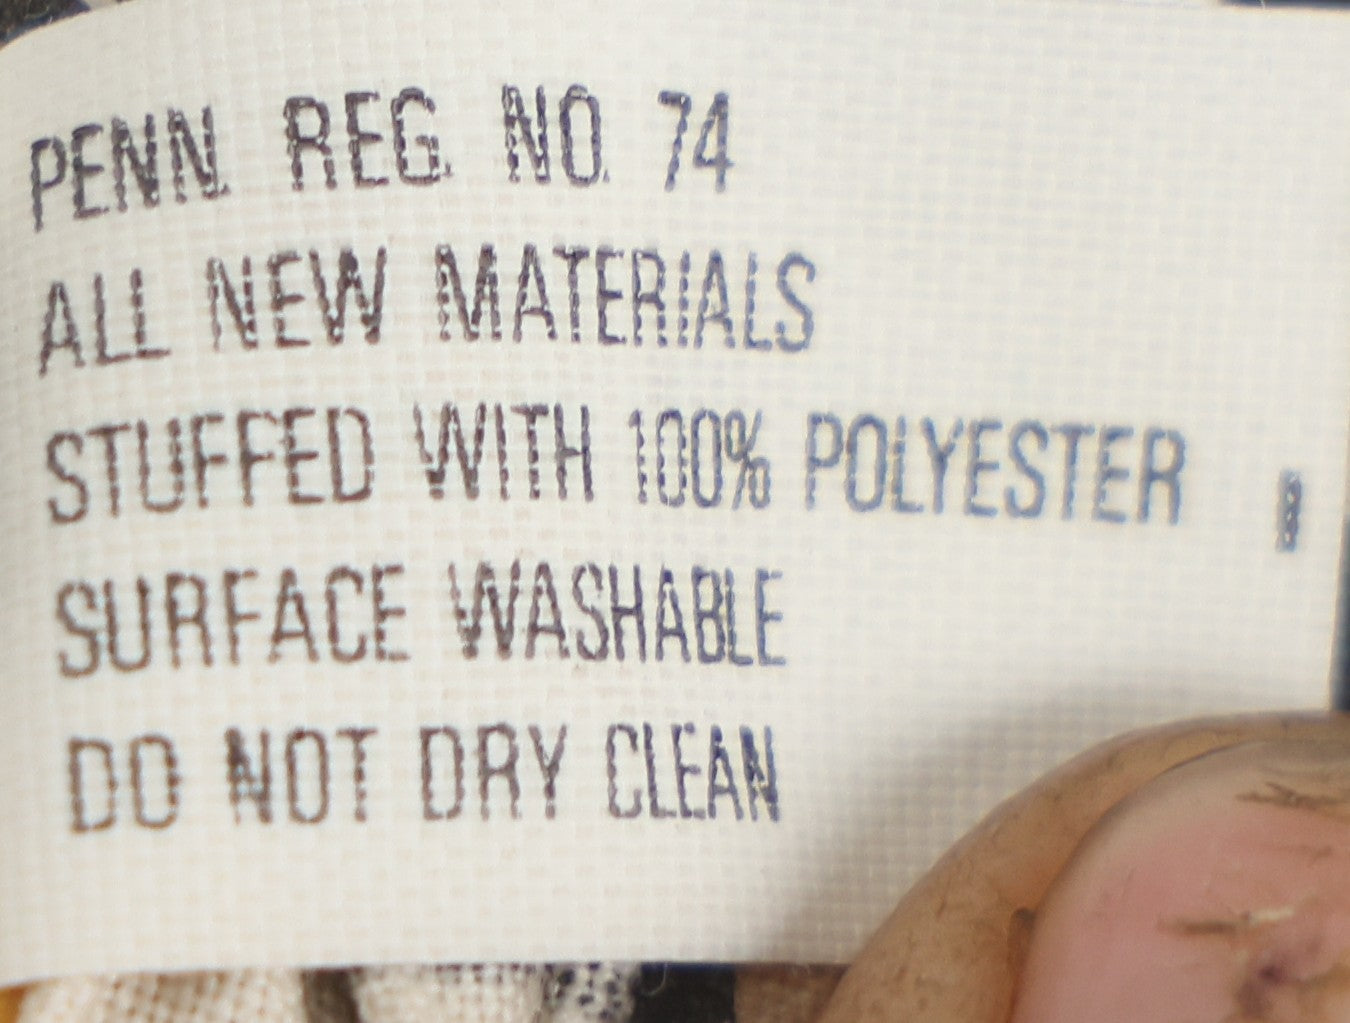 PENN. REG. NO. 74
ALL NEW MATERIALS
STUFFED WITH 100% POLYESTER
SURFACE WASHABLE
DO NOT DRY CLEAN